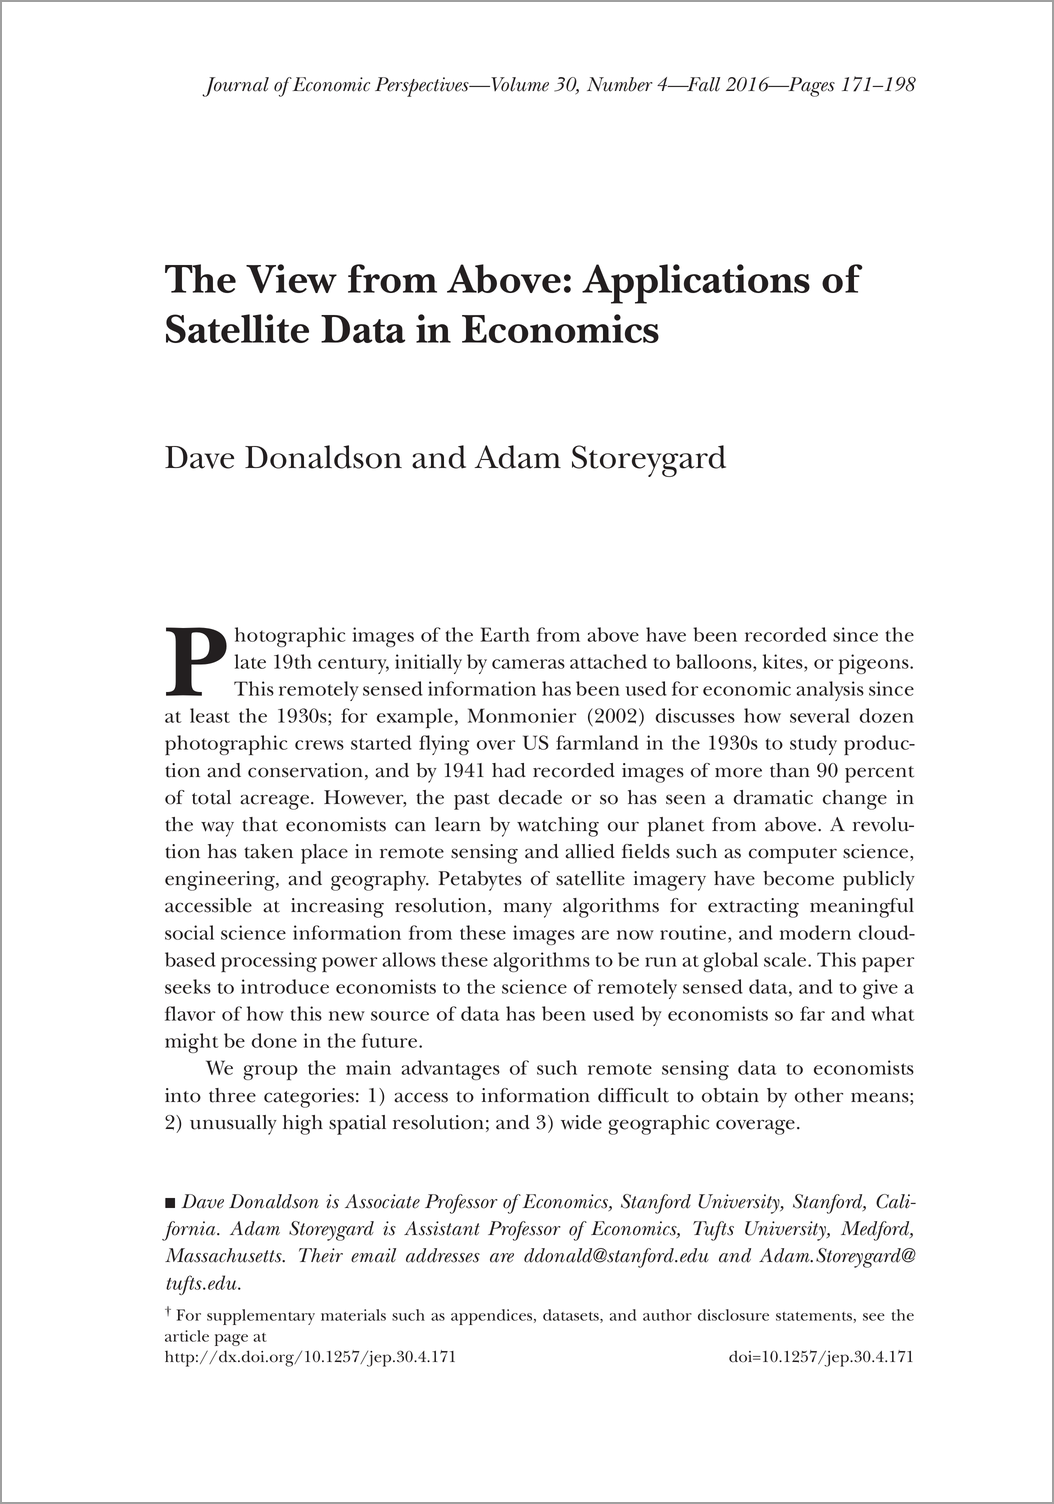 Journal of Economic Perspectives—Volume 30, Number 4—Fall 2016—Pages 171–198
The View from Above: Applications of
Satellite Data in Economics
Dave Donaldson and Adam Storeygard
Photographic images of the Earth from above have been recorded since the
late 19th century, initially by cameras attached to balloons, kites, or pigeons.
This remotely sensed information has been used for economic analysis since
at least the 1930s; for example, Monmonier (2002) discusses how several dozen
photographic crews started flying over US farmland in the 1930s to study produc-
tion and conservation, and by 1941 had recorded images of more than 90 percent
of total acreage. However, the past decade or so has seen a dramatic change in
the way that economists can learn by watching our planet from above. A revolu-
tion has taken place in remote sensing and allied fields such as computer science,
engineering, and geography. Petabytes of satellite imagery have become publicly
accessible at increasing resolution, many algorithms for extracting meaningful
social science information from these images are now routine, and modern cloud-
based processing power allows these algorithms to be run at global scale. This paper
seeks to introduce economists to the science of remotely sensed data, and to give a
flavor of how this new source of data has been used by economists so far and what
might be done in the future.
We group the main advantages of such remote sensing data to economists
into three categories: 1) access to information difficult to obtain by other means;
2) unusually high spatial resolution; and 3) wide geographic coverage.
■ Dave Donaldson is Associate Professor of Economics, Stanford University, Stanford, Cali-
fornia. Adam Storeygard is Assistant Professor of Economics, Tufts University, Medford,
Massachusetts. Their email addresses are ddonald@stanford.edu and Adam.Storeygard@
tufts.edu.
† For supplementary materials such as appendices, datasets, and author disclosure statements, see the
article page at
http://dx.doi.org/10.1257/jep.30.4.171 doi=10.1257/jep.30.4.171